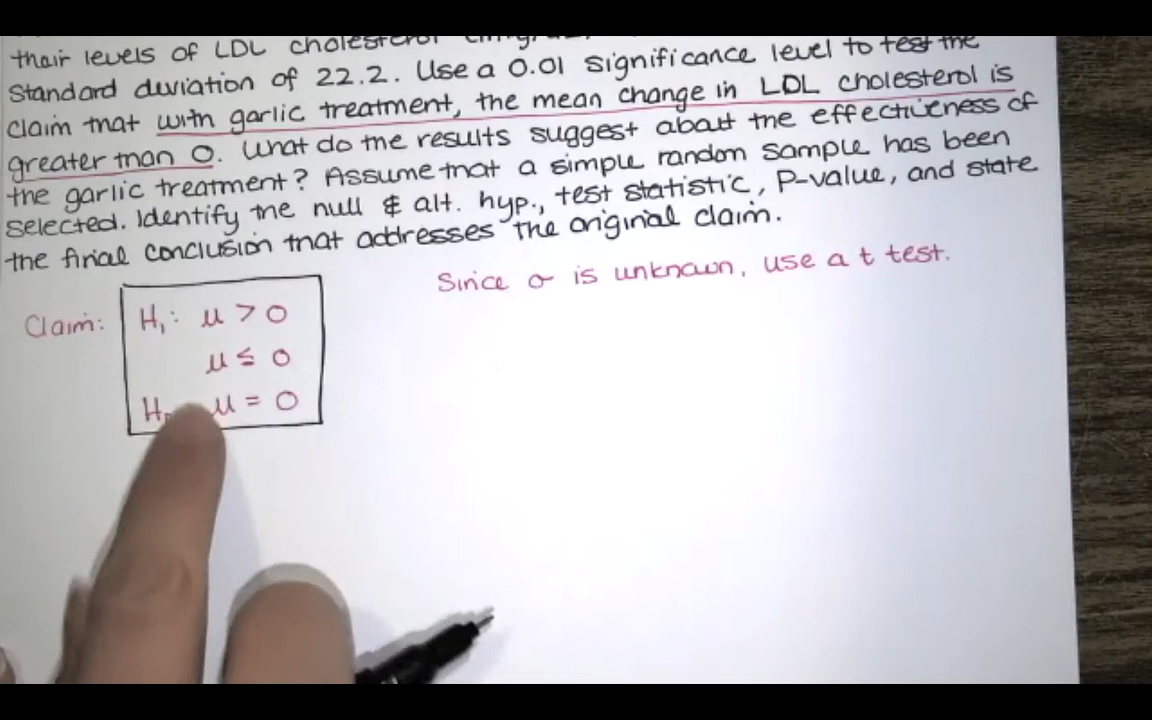 their levels of LDL cholesterol
standard deviation of 22.2. Use a 0.01 significance level to test the
claim that with garlic treatment, the mean change in LDL cholesterol is
greater than 0. What do the results suggest about the effectiveness of
the garlic treatment? Assume that a simple random sample has been
selected. Identify the null & alt. hyp., test statistic, P-value, and state
the final conclusion that addresses the original claim.
Since σ is unknown, use a t test.
Claim: H₁: μ > 0
μ ≤ 0
H μ = 0